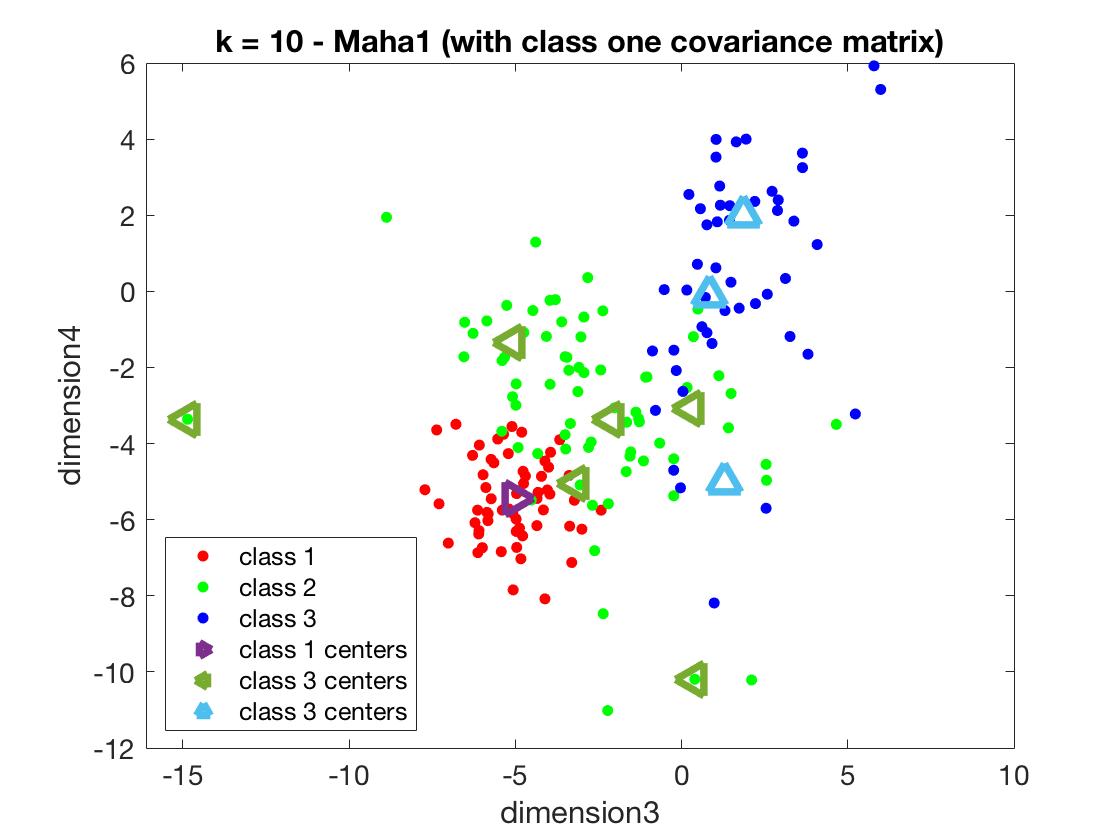 k = 10 - Maha1 (with class one covariance matrix)
6
4
2
0
-2
-4
-6
-8
-10
-12
dimension4
class 1
class 2
class 3
class 1 centers
class 3 centers
class 3 centers
-15
-10
-5
0
5
10
dimension3